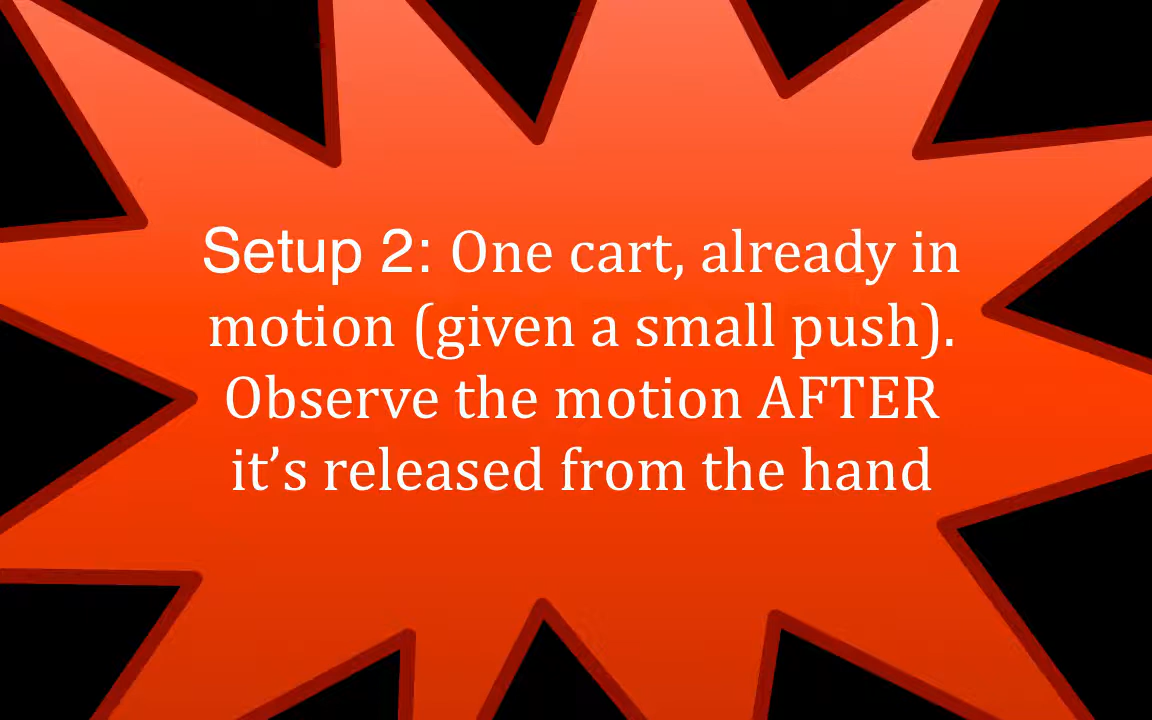 Setup 2: One cart, already in
motion (given a small push).
Observe the motion AFTER
it’s released from the hand